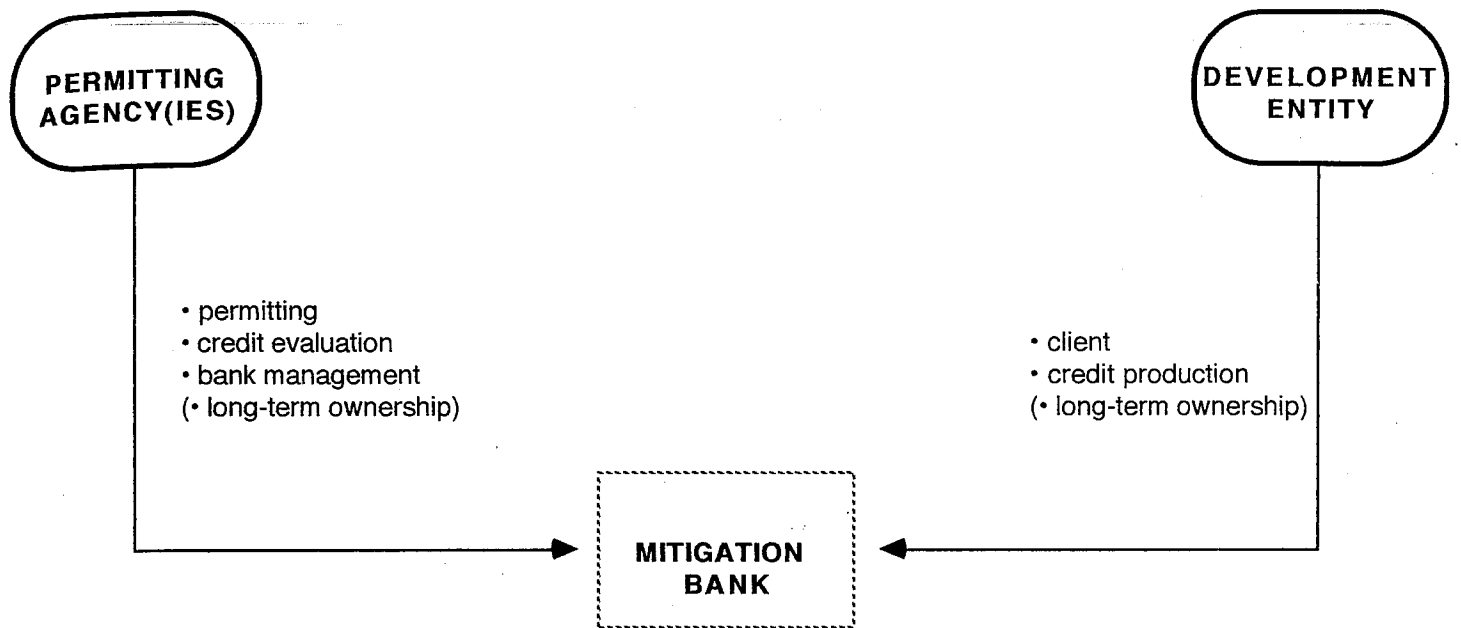 PERMITTING
AGENCY(IES)
DEVELOPMENT
ENTITY
• permitting
• credit evaluation
• bank management
(• long-term ownership)
• client
• credit production
(• long-term ownership)
MITIGATION
BANK